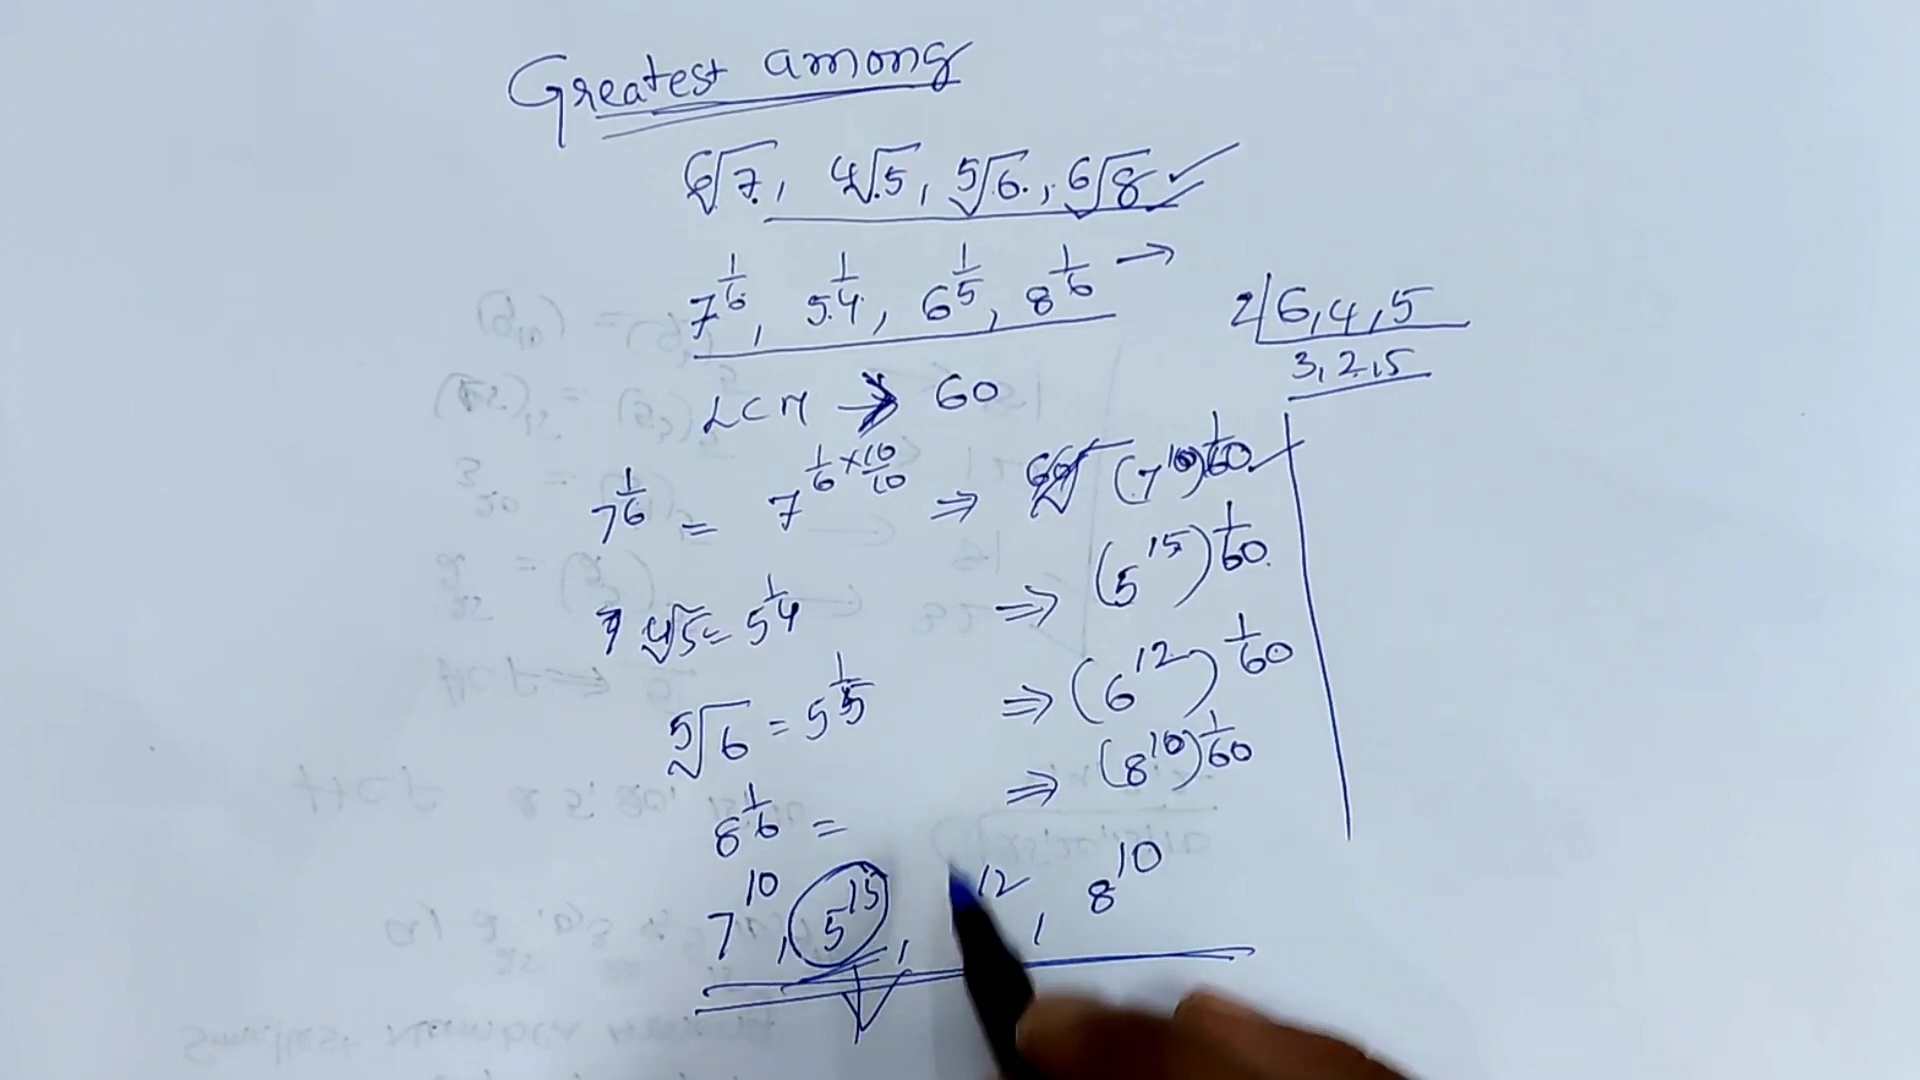 Greatest among
⁶√7, ⁴√5, ⁵√6, ⁶√8 ✓
7^(1/6), 5^(1/4), 6^(1/5), 8^(1/6) →
2 | 6, 4, 5
3, 2, 5
LCM → 60
7^(1/6) = 7^(1/6 × 10/10) ⇒ (7^10)^(1/60)
⁴√5 = 5^(1/4) ⇒ (5^15)^(1/60)
⁵√6 = 5^(1/5) ⇒ (6^12)^(1/60)
8^(1/6) = ⇒ (8^10)^(1/60)
7^10, 5^15, 12, 8^10